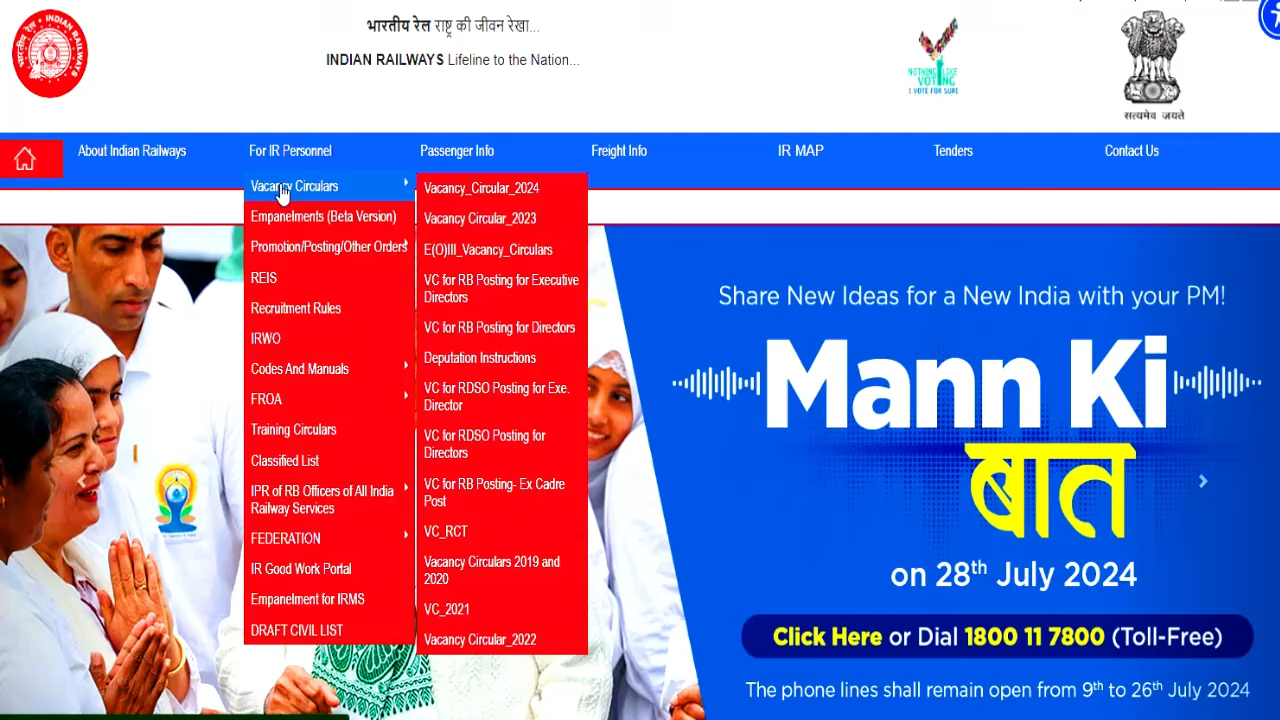 भारतीय रेल राष्ट्र की जीवन रेखा...
INDIAN RAILWAYS Lifeline to the Nation...
INDIAN RAILWAYS
भारतीय रेल
NOTHING LIKE
VOTING
I VOTE FOR SURE
सत्यमेव जयते
About Indian Railways
For IR Personnel
Passenger Info
Freight Info
IR MAP
Tenders
Contact Us
Vacancy Circulars
Empanelments (Beta Version)
Promotion/Posting/Other Orders
REIS
Recruitment Rules
IRWO
Codes And Manuals
FROA
Training Circulars
Classified List
IPR of RB Officers of All India
Railway Services
FEDERATION
IR Good Work Portal
Empanelment for IRMS
DRAFT CIVIL LIST
Vacancy_Circular_2024
Vacancy Circular_2023
E(O)III_Vacancy_Circulars
VC for RB Posting for Executive
Directors
VC for RB Posting for Directors
Deputation Instructions
VC for RDSO Posting for Exe.
Director
VC for RDSO Posting for
Directors
VC for RB Posting- Ex Cadre
Post
VC_RCT
Vacancy Circulars 2019 and
2020
VC_2021
Vacancy Circular_2022
Share New Ideas for a New India with your PM!
Mann Ki
बात
on 28th July 2024
Click Here or Dial 1800 11 7800 (Toll-Free)
The phone lines shall remain open from 9th to 26th July 2024